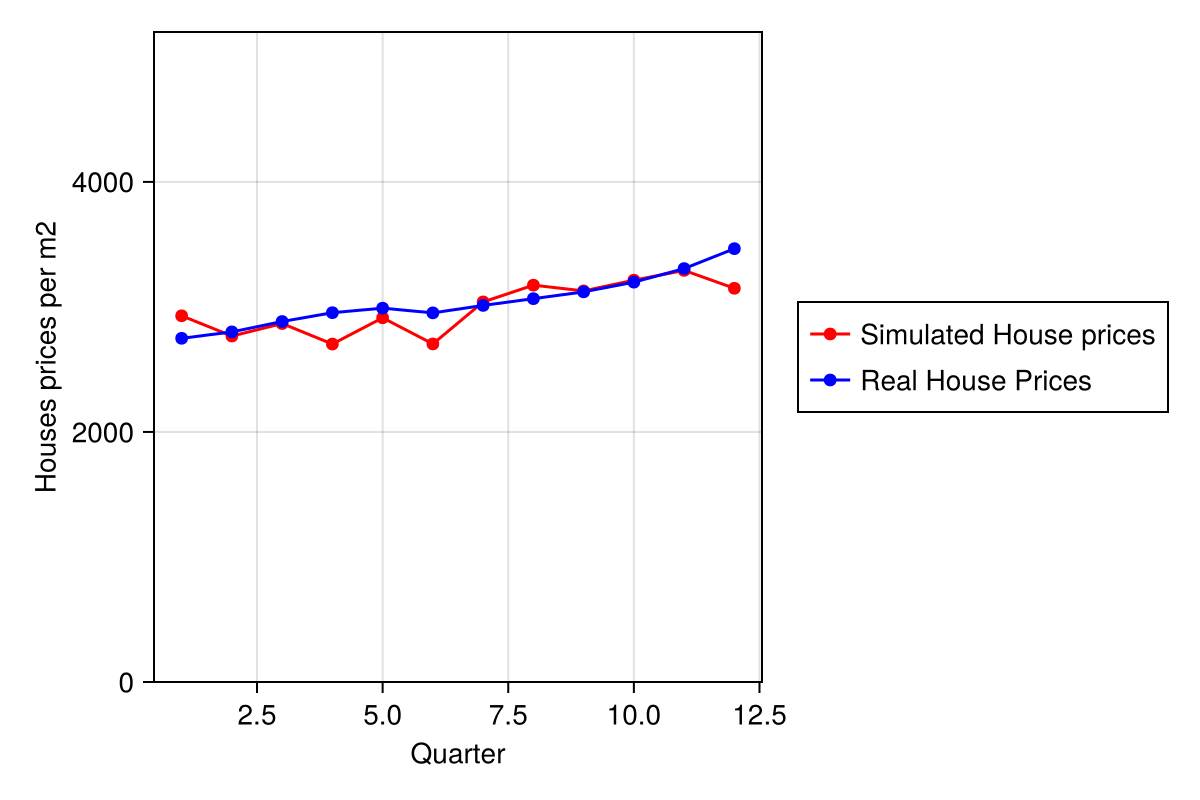 Houses prices per m2
4000
2000
0
2.5 5.0 7.5 10.0 12.5
Quarter
Simulated House prices
Real House Prices